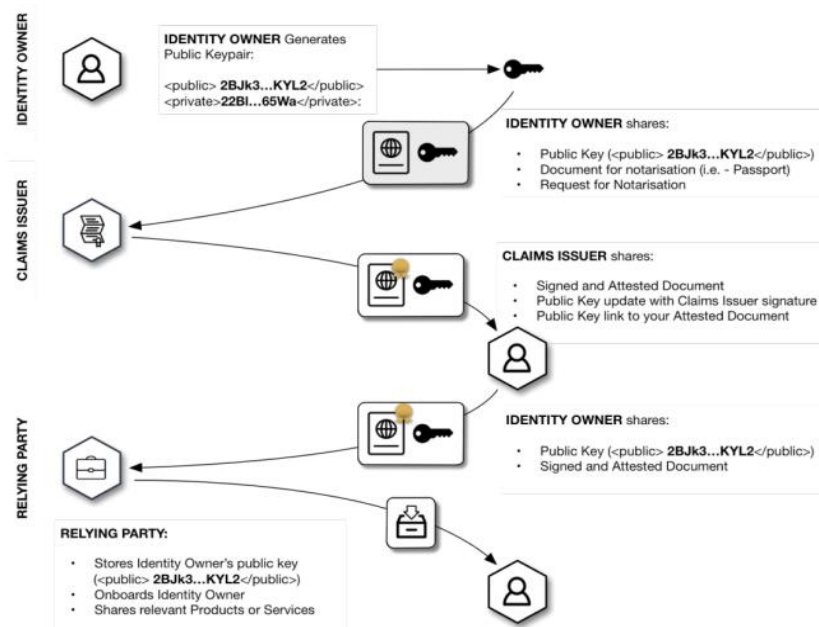 IDENTITY OWNER
IDENTITY OWNER Generates
Public Keypair:
<public> 2BJk3...KYL2</public>
<private>22Bl...65Wa</private>:
IDENTITY OWNER shares:
• Public Key (<public> 2BJk3...KYL2</public>)
• Document for notarisation (i.e. - Passport)
• Request for Notarisation
CLAIMS ISSUER
CLAIMS ISSUER shares:
• Signed and Attested Document
• Public Key update with Claims Issuer signature
• Public Key link to your Attested Document
IDENTITY OWNER shares:
• Public Key (<public> 2BJk3...KYL2</public>)
• Signed and Attested Document
RELYING PARTY
RELYING PARTY:
• Stores Identity Owner's public key
(<public> 2BJk3...KYL2</public>)
• Onboards Identity Owner
• Shares relevant Products or Services